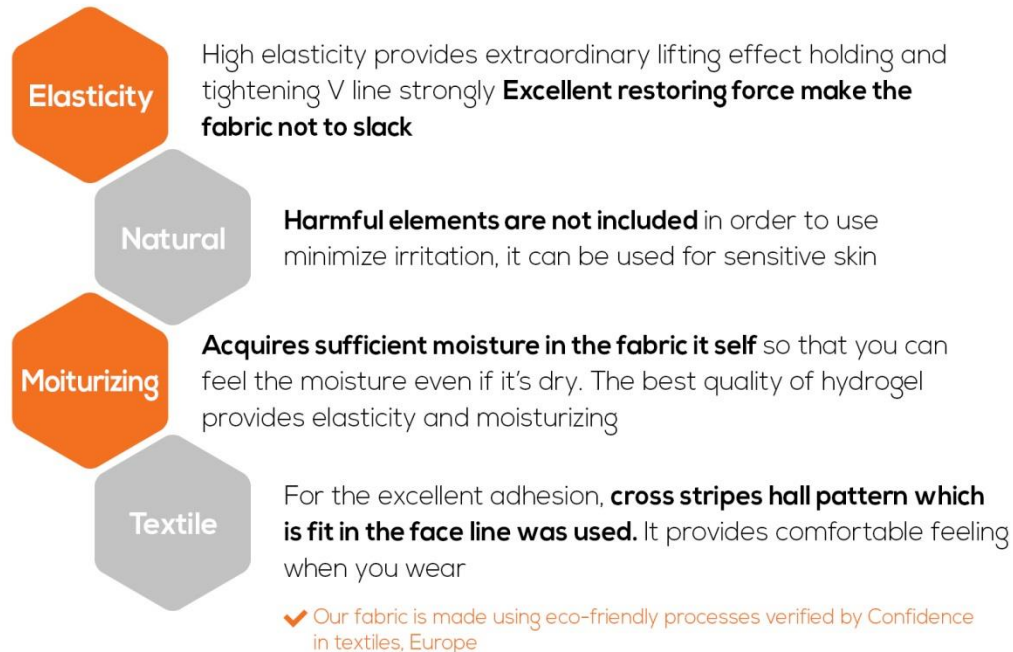 Elasticity
High elasticity provides extraordinary lifting effect holding and
tightening V line strongly Excellent restoring force make the
fabric not to slack
Natural
Harmful elements are not included in order to use
minimize irritation, it can be used for sensitive skin
Moiturizing
Acquires sufficient moisture in the fabric it self so that you can
feel the moisture even if it's dry. The best quality of hydrogel
provides elasticity and moisturizing
Textile
For the excellent adhesion, cross stripes hall pattern which
is fit in the face line was used. It provides comfortable feeling
when you wear
✓ Our fabric is made using eco-friendly processes verified by Confidence
in textiles, Europe